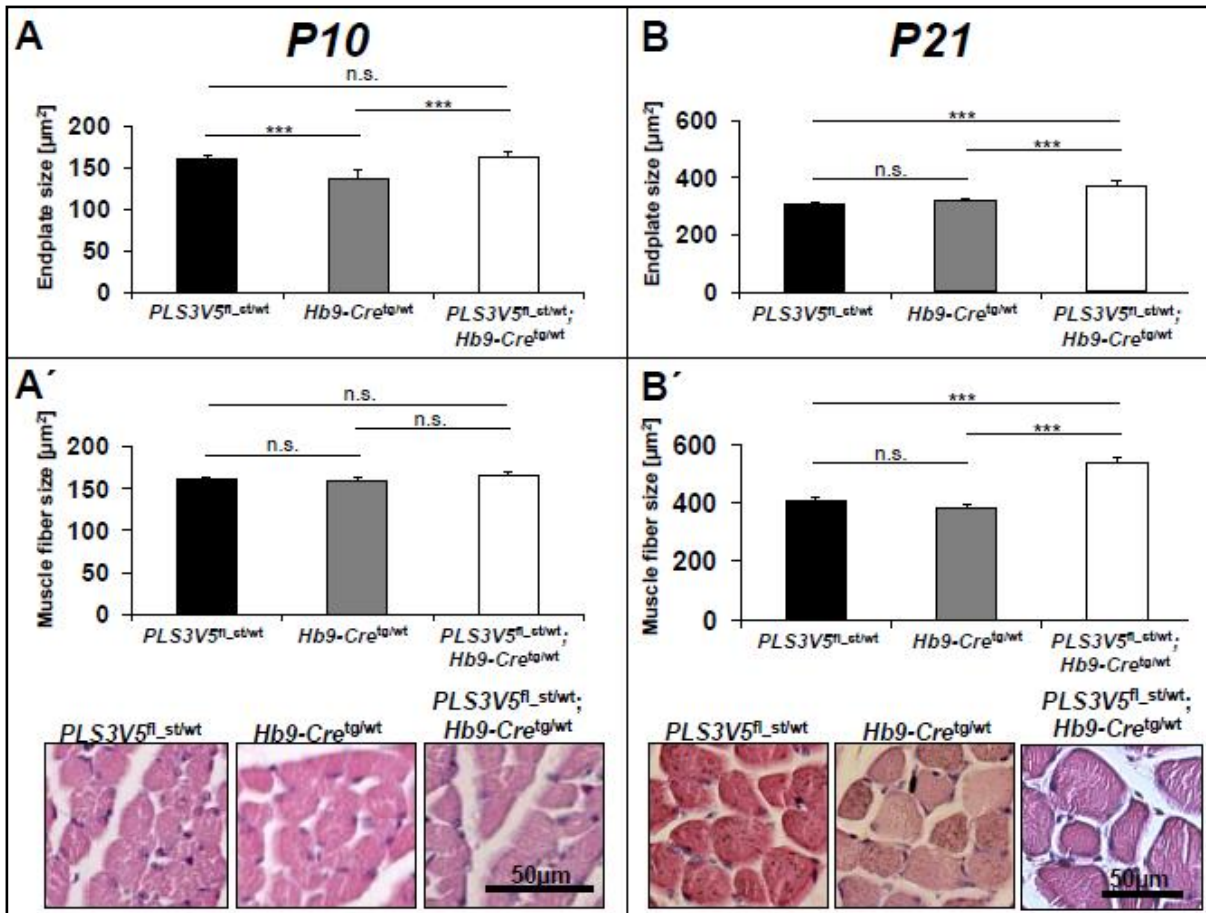 A
P10
n.s.
***
***
Endplate size [µm²]
200
150
100
50
0
PLS3V5fl_st/wt
Hb9-Cretg/wt
PLS3V5fl_st/wt;
Hb9-Cretg/wt
B
P21
***
***
n.s.
Endplate size [µm²]
600
400
200
0
PLS3V5fl_st/wt
Hb9-Cretg/wt
PLS3V5fl_st/wt;
Hb9-Cretg/wt
A´
n.s.
n.s.
n.s.
Muscle fiber size [µm²]
200
150
100
50
0
PLS3V5fl_st/wt
Hb9-Cretg/wt
PLS3V5fl_st/wt;
Hb9-Cretg/wt
PLS3V5fl_st/wt
Hb9-Cretg/wt
PLS3V5fl_st/wt;
Hb9-Cretg/wt
50µm
B´
***
***
n.s.
Muscle fiber size [µm²]
600
400
200
0
PLS3V5fl_st/wt
Hb9-Cretg/wt
PLS3V5fl_st/wt;
Hb9-Cretg/wt
PLS3V5fl_st/wt
Hb9-Cretg/wt
PLS3V5fl_st/wt;
Hb9-Cretg/wt
50µm